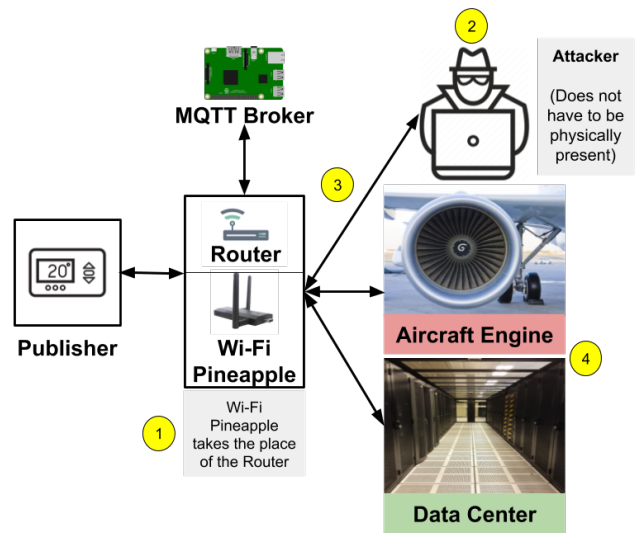 2
Attacker
(Does not
have to be
physically
present)
MQTT Broker
3
Router
20°
Publisher
Wi-Fi
Pineapple
Aircraft Engine
4
1
Wi-Fi
Pineapple
takes the place
of the Router
Data Center